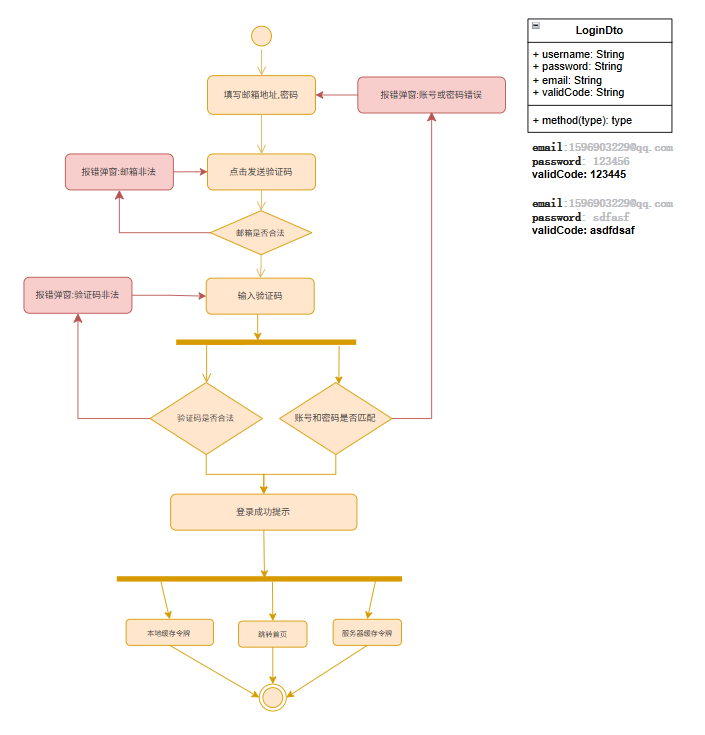 填写邮箱地址,密码
报错弹窗:账号或密码错误
报错弹窗:邮箱非法
点击发送验证码
邮箱是否合法
报错弹窗:验证码非法
输入验证码
验证码是否合法
账号和密码是否匹配
登录成功提示
本地缓存令牌
跳转首页
服务器缓存令牌
LoginDto
+ username: String
+ password: String
+ email: String
+ validCode: String
+ method(type): type
email:1596903229@qq.com
password: 123456
validCode: 123445
email:1596903229@qq.com
password: sdfasf
validCode: asdfdsaf